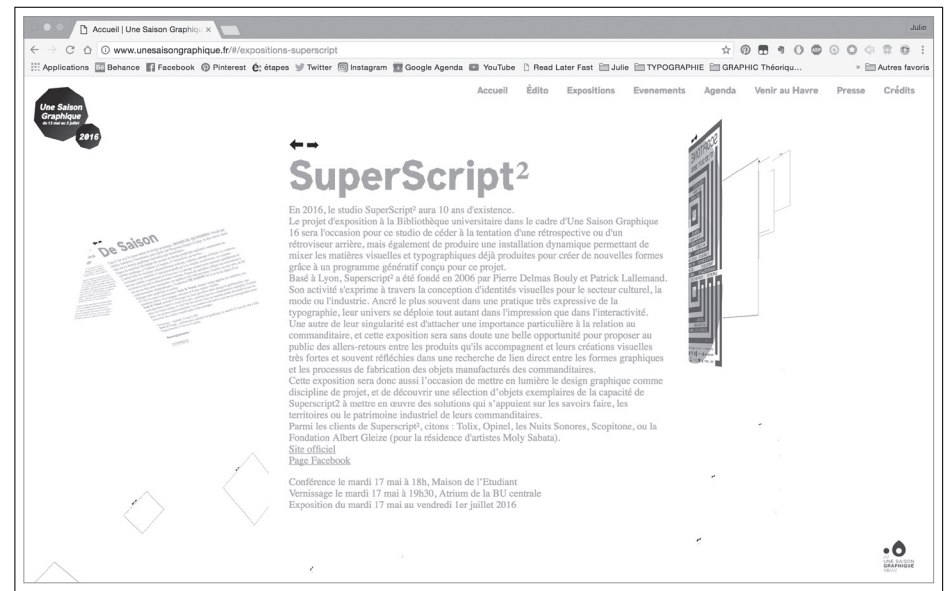 Accueil | Une Saison Graphiqu ×
Julie
www.unesaisongraphique.fr/#/expositions-superscript
Applications Behance Facebook Pinterest étapes Twitter Instagram Google Agenda YouTube Read Later Fast Julie TYPOGRAPHIE GRAPHIC Théoriqu... » Autres favoris
Accueil Édito Expositions Evenements Agenda Venir au Havre Presse Crédits
Une Saison
Graphique
du 13 mai au 2 juillet
2016
SuperScript²
En 2016, le studio SuperScript² aura 10 ans d'existence.
Le projet d'exposition à la Bibliothèque universitaire dans le cadre d'Une Saison Graphique
16 sera l'occasion pour ce studio de céder à la tentation d'une rétrospective ou d'un
rétroviseur arrière, mais également de produire une installation dynamique permettant de
mixer les matières visuelles et typographiques déjà produites pour créer de nouvelles formes
grâce à un programme génératif conçu pour ce projet.
Basé à Lyon, Superscript² a été fondé en 2006 par Pierre Delmas Bouly et Patrick Lallemand.
Son activité s'exprime à travers la conception d'identités visuelles pour le secteur culturel, la
mode ou l'industrie. Ancré le plus souvent dans une pratique très expressive de la
typographie, leur univers se déploie tout autant dans l'impression que dans l'interactivité.
Une autre de leur singularité est d'attacher une importance particulière à la relation au
commanditaire, et cette exposition sera sans doute une belle opportunité pour proposer au
public des allers-retours entre les produits qu'ils accompagnent et leurs créations visuelles
très fortes et souvent réfléchies dans une recherche de lien direct entre les formes graphiques
et les processus de fabrication des objets manufacturés des commanditaires.
Cette exposition sera donc aussi l'occasion de mettre en lumière le design graphique comme
discipline de projet, et de découvrir une sélection d'objets exemplaires de la capacité de
Superscript2 à mettre en œuvre des solutions qui s'appuient sur les savoirs faire, les
territoires ou le patrimoine industriel de leurs commanditaires.
Parmi les clients de Superscript², citons : Tolix, Opinel, les Nuits Sonores, Scopitone, ou la
Fondation Albert Gleize (pour la résidence d'artistes Moly Sabata).
Site officiel
Page Facebook
Conférence le mardi 17 mai à 18h, Maison de l'Etudiant
Vernissage le mardi 17 mai à 19h30, Atrium de la BU centrale
Exposition du mardi 17 mai au vendredi 1er juillet 2016
De Saison
UNE SAISON
GRAPHIQUE